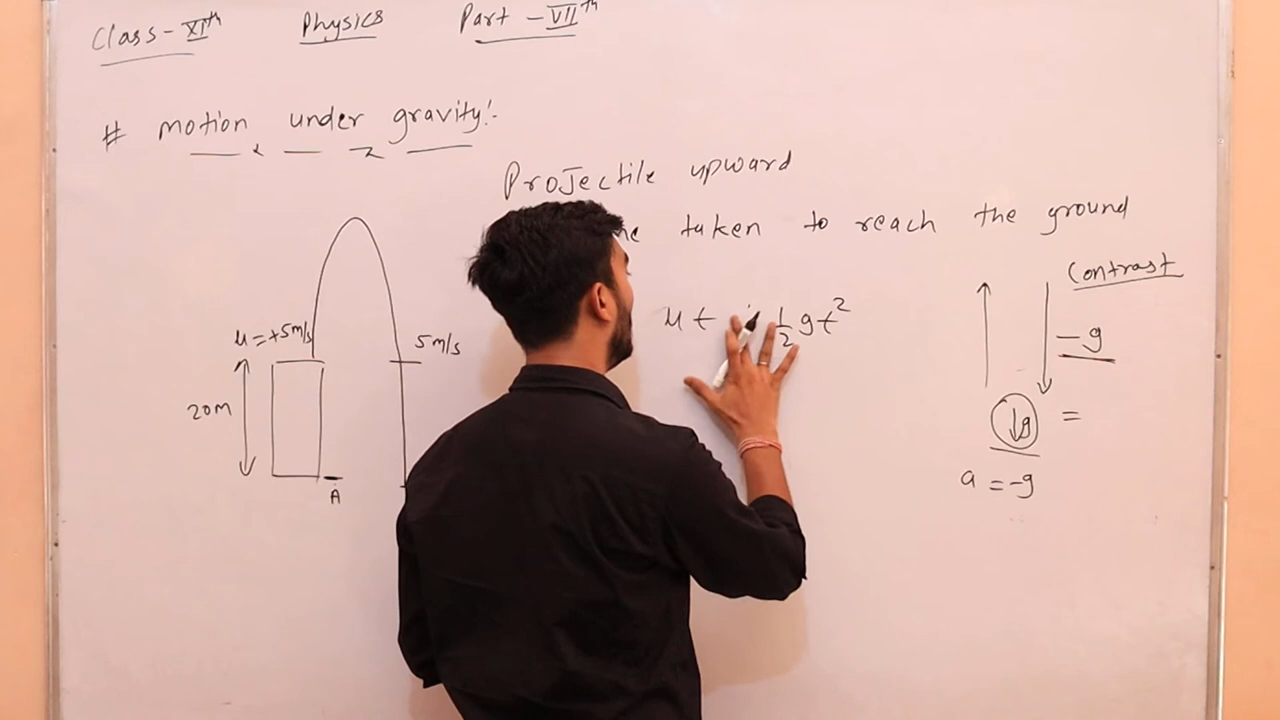 Class - XIth Physics Part - VIIth
# motion under gravity:-
Projectile upward
taken to reach the ground
Contrast
u = +5m/s
5m/s
ut 1/2 gt²
-g
20m
g =
a = -g
A